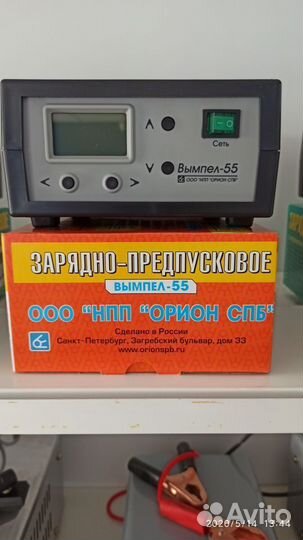 Сеть
Вымпел-55
ООО "НПП "ОРИОН СПБ"
ЗАРЯДНО-ПРЕДПУСКОВОЕ
ВЫМПЕЛ-55
ООО "НПП "ОРИОН СПБ"
Сделано в России
Санкт-Петербург, Загребский бульвар, дом 33
www.orionspb.ru
2020/5/14 13:44
Avito